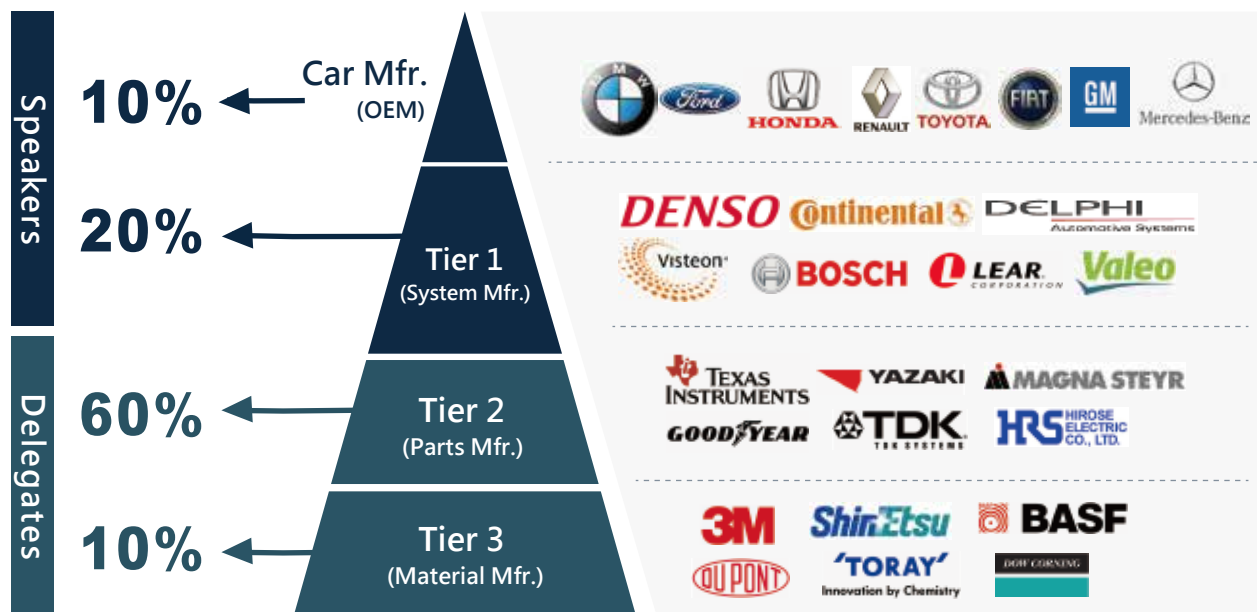 Speakers
10%
Car Mfr.
(OEM)
BMW
Ford
HONDA
RENAULT
TOYOTA
FIAT
GM
Mercedes-Benz
20%
Tier 1
(System Mfr.)
DENSO
Continental
DELPHI
Automotive Systems
Visteon
BOSCH
LEAR.
CORPORATION
Valeo
Delegates
60%
Tier 2
(Parts Mfr.)
TEXAS
INSTRUMENTS
YAZAKI
MAGNA STEYR
GOODYEAR
TDK
TDK SYSTEMS
HRS
HIROSE
ELECTRIC
CO., LTD.
10%
Tier 3
(Material Mfr.)
3M
ShinEtsu
BASF
DU PONT
'TORAY'
Innovation by Chemistry
DOW CORNING